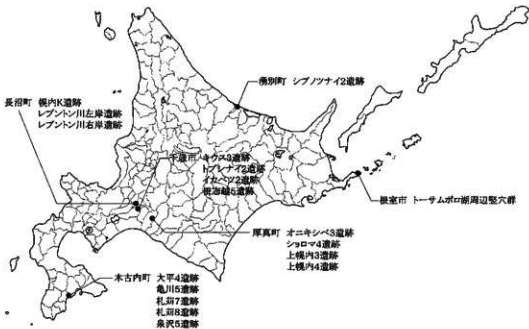 湧別町 シブノツナイ2遺跡
長沼町 幌内K遺跡
レブントン川左岸遺跡
レブントン川右岸遺跡
千歳市 キウス3遺跡
トプシナイ2遺跡
イカベツ2遺跡
根志越5遺跡
根室市 トーサムポロ湖周辺竪穴群
厚真町 オニキシベ3遺跡
ショロマ4遺跡
上幌内3遺跡
上幌内4遺跡
木古内町 大平4遺跡
亀川5遺跡
札苅7遺跡
札苅8遺跡
泉沢5遺跡